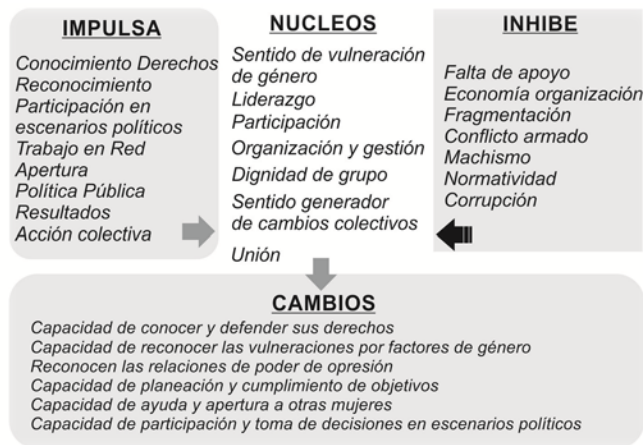 IMPULSA
Conocimiento Derechos
Reconocimiento
Participación en
escenarios políticos
Trabajo en Red
Apertura
Política Pública
Resultados
Acción colectiva
NUCLEOS
Sentido de vulneración
de género
Liderazgo
Participación
Organización y gestión
Dignidad de grupo
Sentido generador
de cambios colectivos
Unión
INHIBE
Falta de apoyo
Economía organización
Fragmentación
Conflicto armado
Machismo
Normatividad
Corrupción
CAMBIOS
Capacidad de conocer y defender sus derechos
Capacidad de reconocer las vulneraciones por factores de género
Reconocen las relaciones de poder de opresión
Capacidad de planeación y cumplimiento de objetivos
Capacidad de ayuda y apertura a otras mujeres
Capacidad de participación y toma de decisiones en escenarios políticos